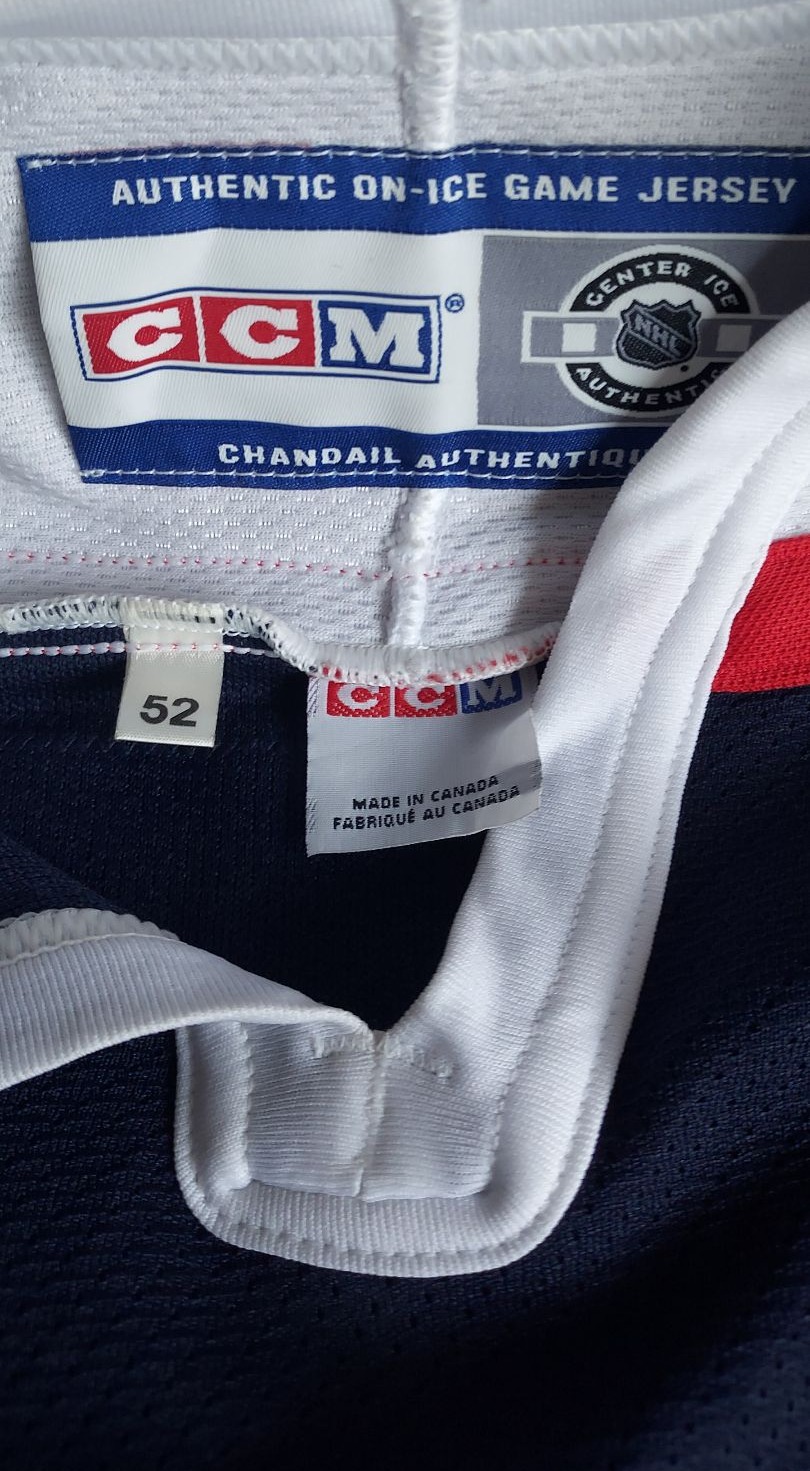 AUTHENTIC ON-ICE GAME JERSEY
CCM®
CENTER ICE
NHL
AUTHENTIC
CHANDAIL
52
CCM
MADE IN CANADA
FABRIQUÉ AU CANADA